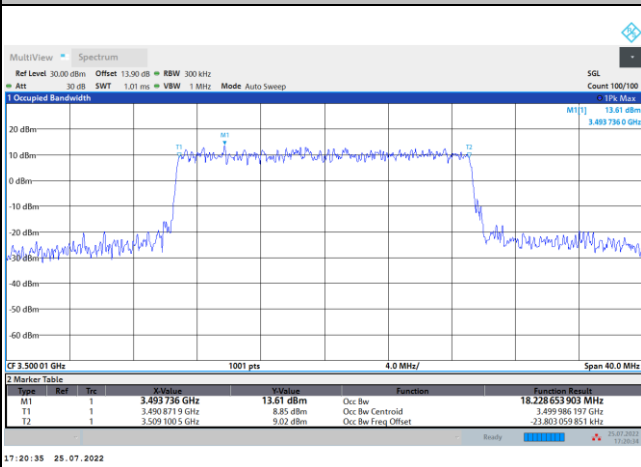 MultiView Spectrum
Ref Level 30.00 dBm Offset 13.90 dB RBW 300 kHz SGL
Att 30 dB SWT 1.01 ms VBW 1 MHz Mode Auto Sweep Count 100/100
1 Occupied Bandwidth 1Pk Max
M1[1] 13.61 dBm
3.493 736 0 GHz
20 dBm
M1
T1 T2
10 dBm
0 dBm
-10 dBm
-20 dBm
-30 dBm
-40 dBm
-50 dBm
-60 dBm
CF 3.500 01 GHz 1001 pts 4.0 MHz/ Span 40.0 MHz
2 Marker Table
Type Ref Trc X-Value Y-Value Function Function Result
M1 1 3.493 736 GHz 13.61 dBm Occ Bw 18.228 653 903 MHz
T1 1 3.490 871 9 GHz 8.85 dBm Occ Bw Centroid 3.499 986 197 GHz
T2 1 3.509 100 5 GHz 9.02 dBm Occ Bw Freq Offset -23.803 059 851 kHz
Ready 25.07.2022
17:20:34
17:20:35 25.07.2022